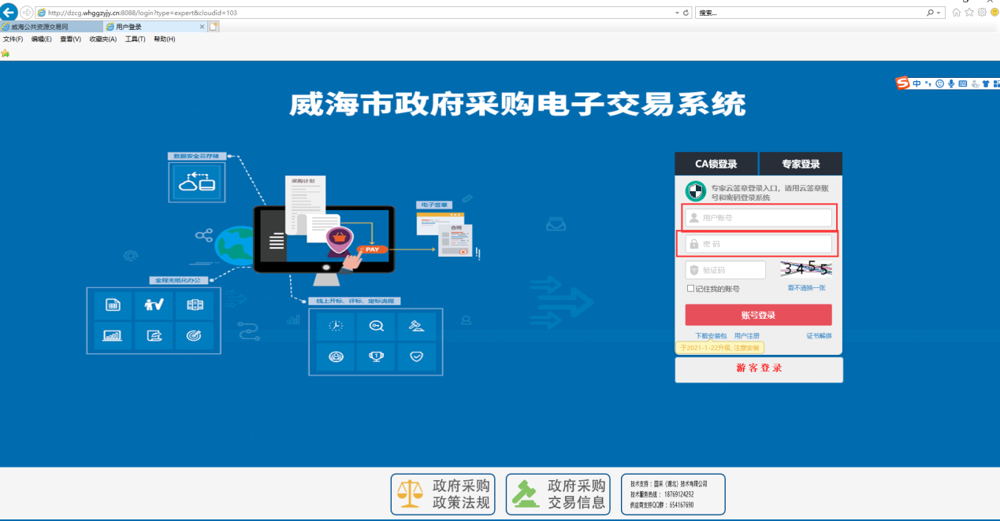 http://dzcg.whggzyjy.cn:8088/login?type=expert&cloudid=103
搜索...
威海公共资源交易网
用户登录
文件(F) 编辑(E) 查看(V) 收藏夹(A) 工具(T) 帮助(H)
中
威海市政府采购电子交易系统
数据安全云存储
采购计划
电子签章
合同
PAY
全程无纸化办公
线上开标、评标、定标流程
1
CA锁登录
专家登录
专家云签章登录入口，请用云签章账
号和密码登录系统
用户账号
密 码
验证码
3455
记住我的账号
看不清换一张
账号登录
下载安装包 用户注册 证书解绑
于2021-1-22升级, 注意安装
游 客 登 录
政府采购
政策法规
政府采购
交易信息
技术支持：国采（湖北）技术有限公司
技术服务热线：18769124292
供应商支持QQ群：654167690